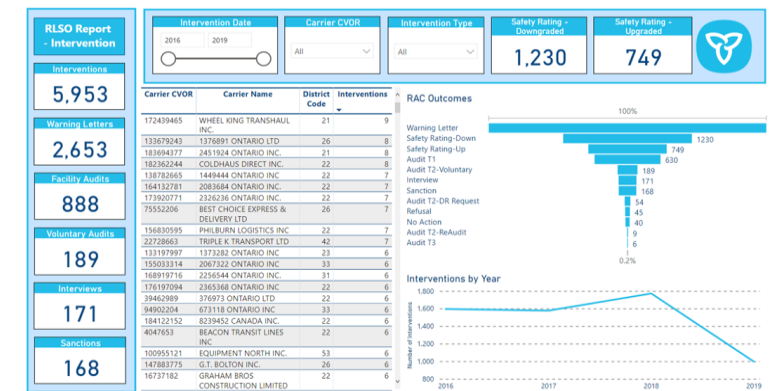 RLSO Report
- Intervention
Interventions
5,953
Warning Letters
2,653
Facility Audits
888
Voluntary Audits
189
Interviews
171
Sanctions
168
Intervention Date
2016 2019
Carrier CVOR
All
Intervention Type
All
Safety Rating -
Downgraded
1,230
Safety Rating -
Upgraded
749
Carrier CVOR Carrier Name District Code Interventions
172439465 WHEEL KING TRANSHAUL INC. 21 9
133679243 1376891 ONTARIO LTD 26 8
183694377 2451924 ONTARIO INC. 21 8
182362244 COLDHAUS DIRECT INC. 22 8
138782665 1449444 ONTARIO INC 22 7
164132781 2083684 ONTARIO INC. 22 7
173920771 2326236 ONTARIO INC. 22 7
75552206 BEST CHOICE EXPRESS & DELIVERY LTD 26 7
156830595 PHILBURN LOGISTICS INC 22 7
22728663 TRIPLE K TRANSPORT LTD 42 7
133197997 1373282 ONTARIO INC 23 6
155033314 2067322 ONTARIO INC 33 6
168919716 2256544 ONTARIO INC. 31 6
176197094 2365368 ONTARIO INC. 22 6
39462989 376973 ONTARIO LTD 22 6
94902204 673118 ONTARIO INC 33 6
184122152 8239452 CANADA INC. 22 6
4047653 BEACON TRANSIT LINES INC 22 6
100955121 EQUIPMENT NORTH INC. 53 6
147883775 G.T. BOLTON INC. 26 6
16737182 GRAHAM BROS CONSTRUCTION LIMITED 22 6
RAC Outcomes
100%
Warning Letter
Safety Rating-Down 1230
Safety Rating-Up 749
Audit T1 630
Audit T2-Voluntary 189
Interview 171
Sanction 168
Audit T2-DR Request 54
Refusal 45
No Action 40
Audit T2-ReAudit 9
Audit T3 6
0.2%
Interventions by Year
Number of Interventions
1,800
1,600
1,400
1,200
1,000
800
2016 2017 2018 2019